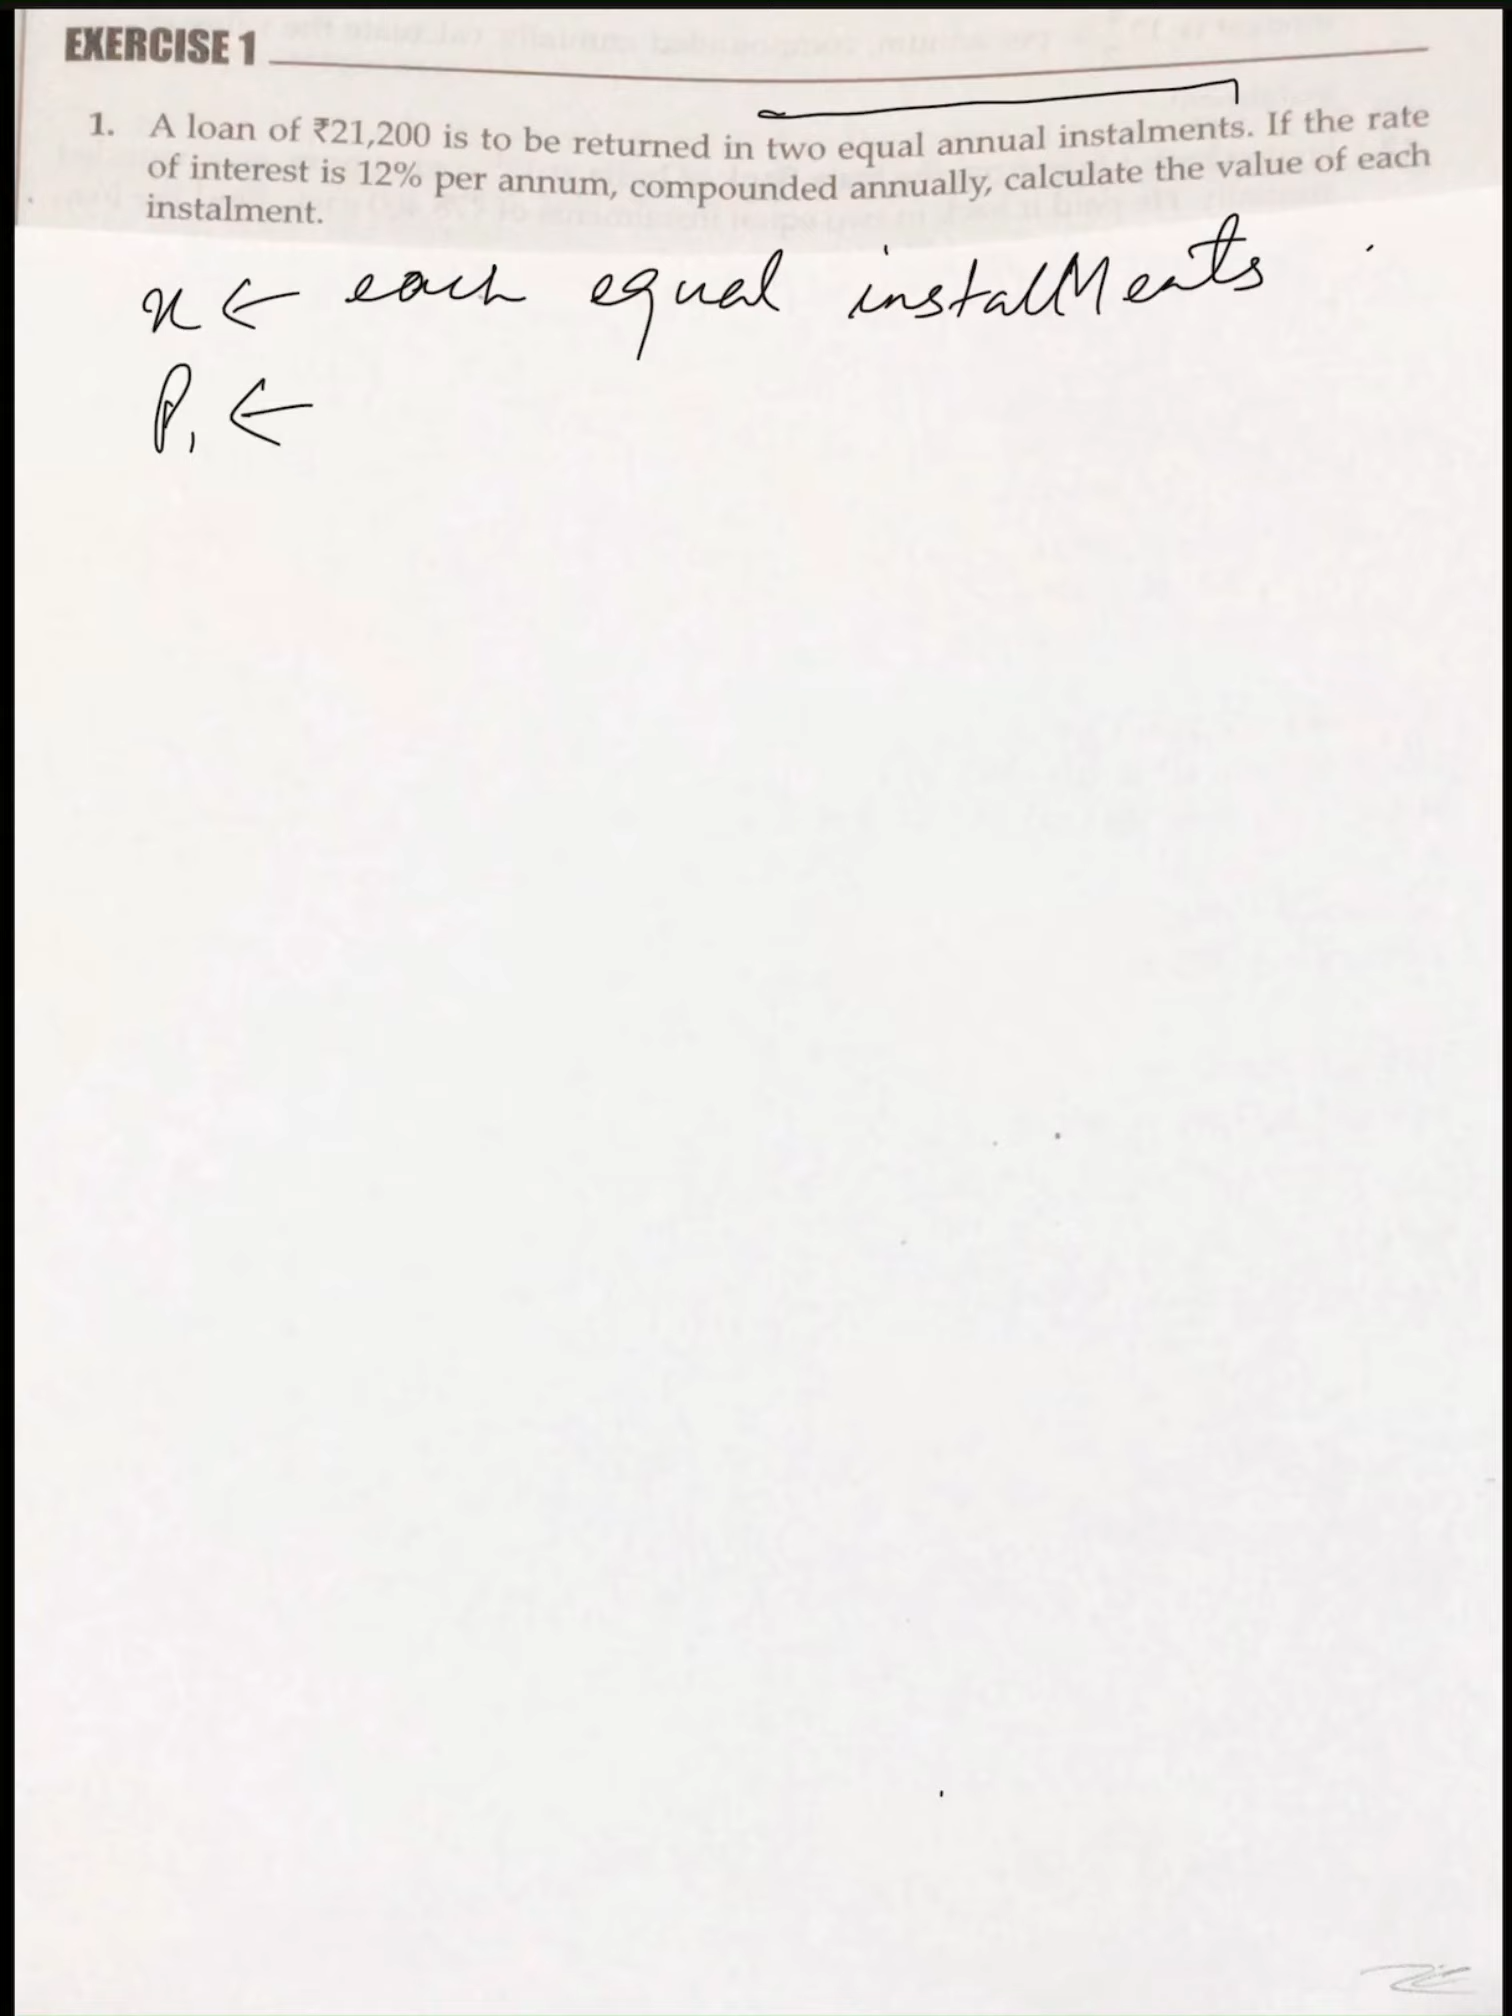 EXERCISE 1
1. A loan of ₹21,200 is to be returned in two equal annual instalments. If the rate
of interest is 12% per annum, compounded annually, calculate the value of each
instalment.
x ← each equal installments
P₁ ←